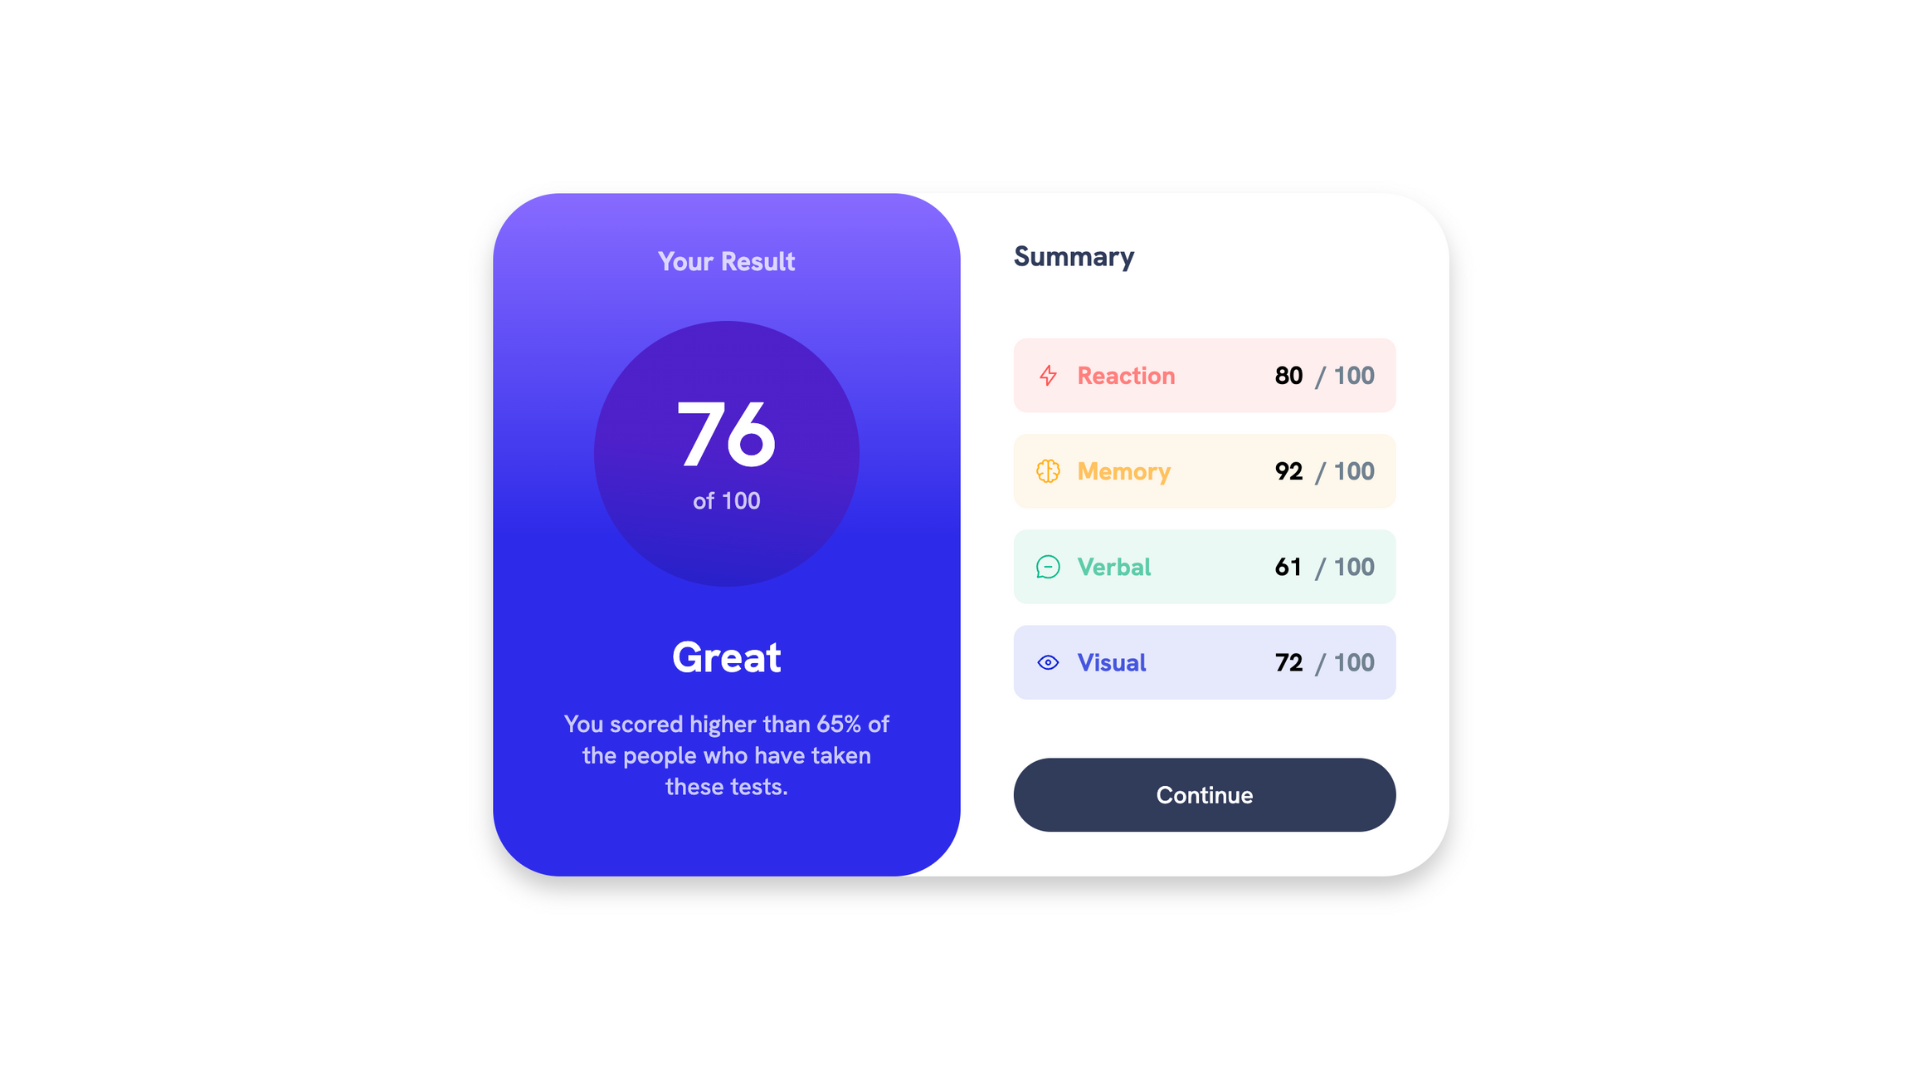 Your Result
76
of 100
Great
You scored higher than 65% of
the people who have taken
these tests.
Summary
Reaction 80 / 100
Memory 92 / 100
Verbal 61 / 100
Visual 72 / 100
Continue